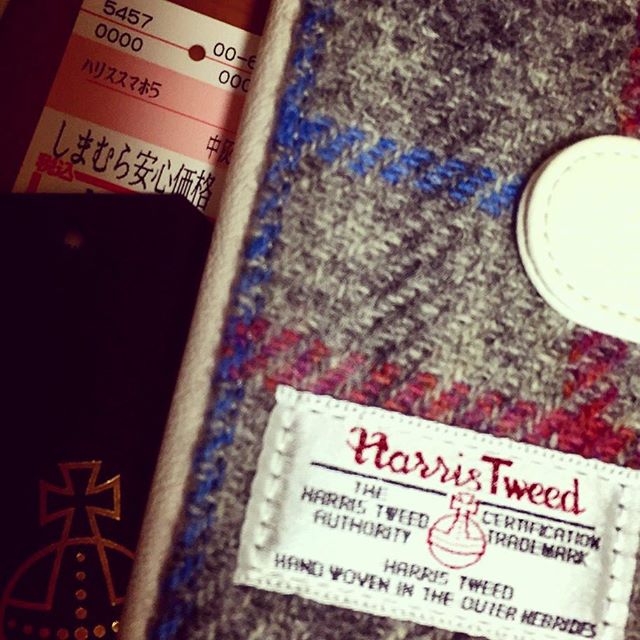 5457
0000
00-6
000
ハリススマホ5
中灰
しまむら安心価格
税込
Harris Tweed
THE
HARRIS TWEED
AUTHORITY
CERTIFICATION
TRADEMARK
HARRIS TWEED
HAND WOVEN IN THE OUTER HEBRIDES